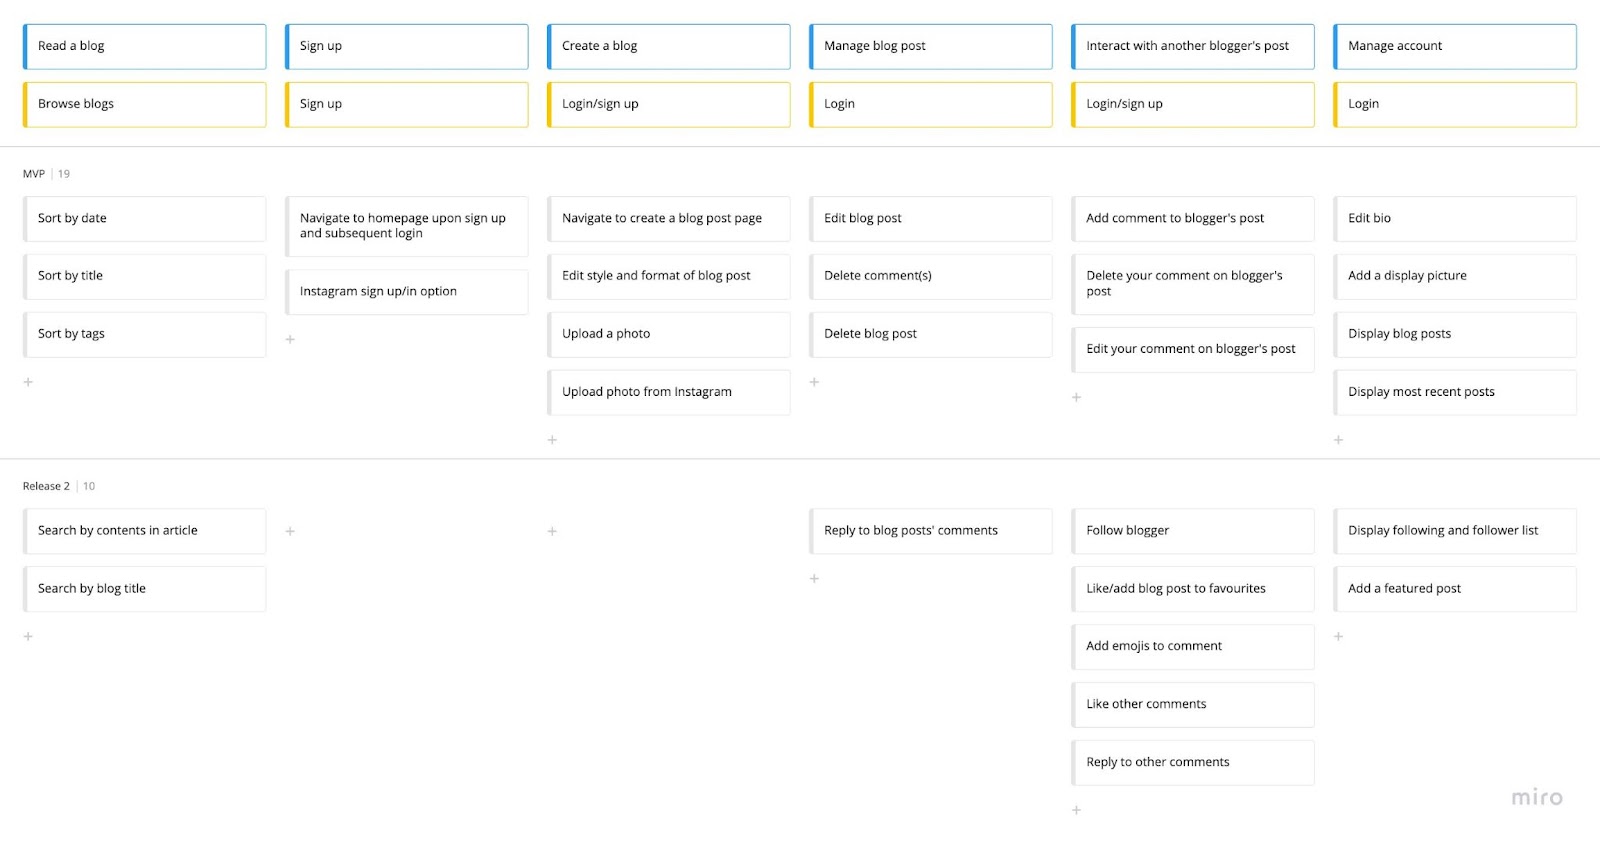 Read a blog
Sign up
Create a blog
Manage blog post
Interact with another blogger's post
Manage account
Browse blogs
Sign up
Login/sign up
Login
Login/sign up
Login
MVP | 19
Sort by date
Sort by title
Sort by tags
Navigate to homepage upon sign up
and subsequent login
Instagram sign up/in option
Navigate to create a blog post page
Edit style and format of blog post
Upload a photo
Upload photo from Instagram
Edit blog post
Delete comment(s)
Delete blog post
Add comment to blogger's post
Delete your comment on blogger's
post
Edit your comment on blogger's post
Edit bio
Add a display picture
Display blog posts
Display most recent posts
Release 2 | 10
Search by contents in article
Search by blog title
Reply to blog posts' comments
Follow blogger
Like/add blog post to favourites
Add emojis to comment
Like other comments
Reply to other comments
Display following and follower list
Add a featured post
miro